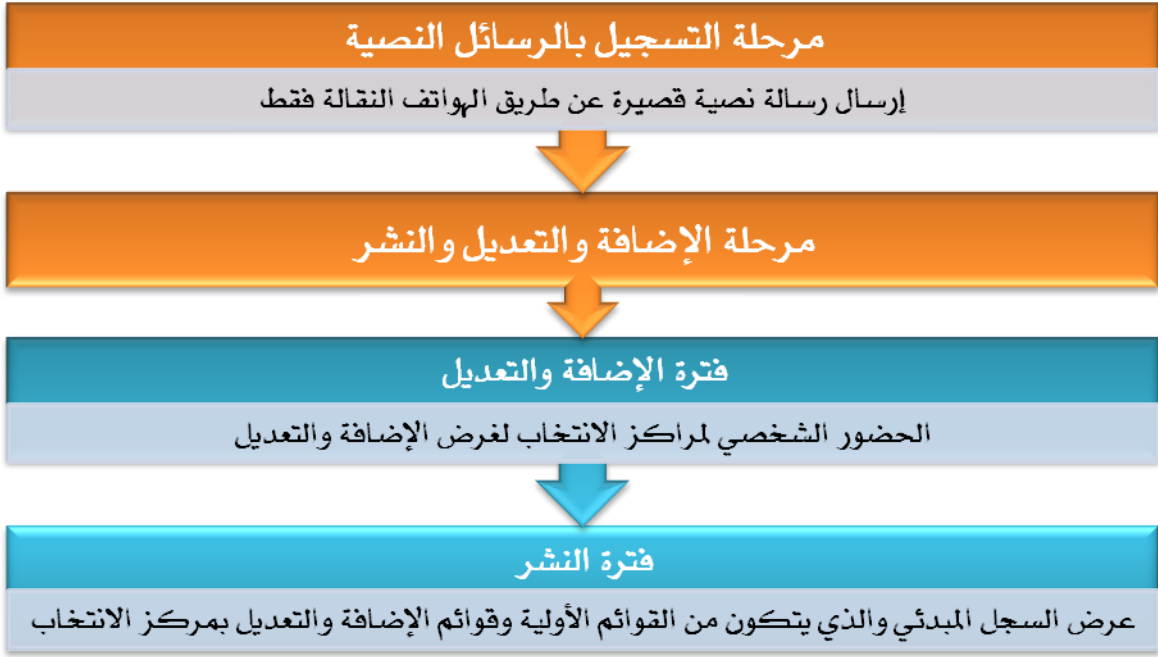 مرحلة التسجيل بالرسائل النصية
إرسال رسالة نصية قصيرة عن طريق الهواتف النقالة فقط
مرحلة الإضافة والتعديل والنشر
فترة الإضافة والتعديل
الحضور الشخصي لمراكز الانتخاب لغرض الإضافة والتعديل
فترة النشر
عرض السجل المبدئي والذي يتكون من القوائم الأولية وقوائم الإضافة والتعديل بمركز الانتخاب